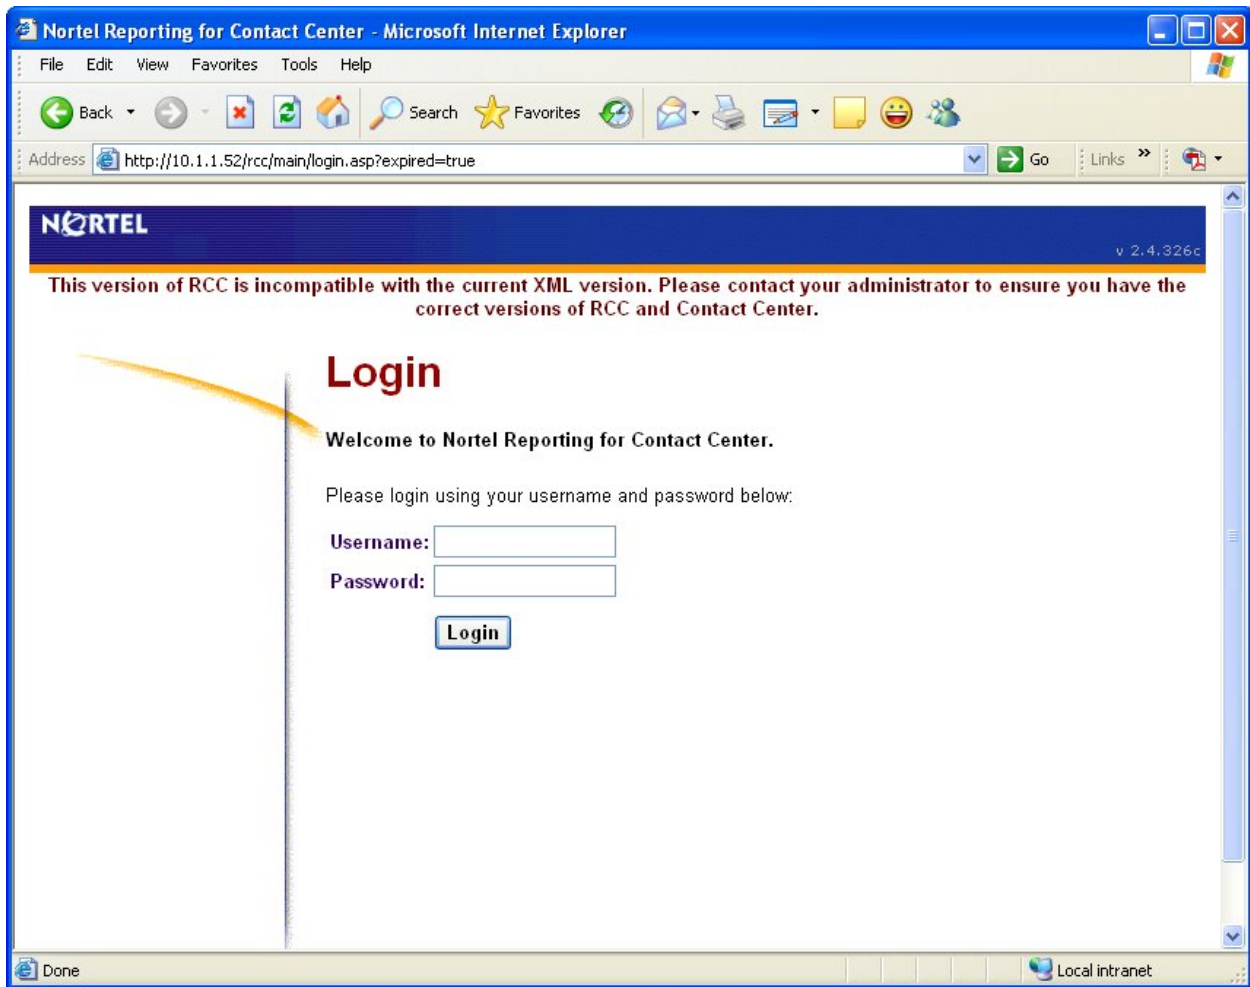 Nortel Reporting for Contact Center - Microsoft Internet Explorer
File Edit View Favorites Tools Help
Back Search Favorites
Address http://10.1.1.52/rcc/main/login.asp?expired=true Go Links »
NORTEL
v 2.4.326c
This version of RCC is incompatible with the current XML version. Please contact your administrator to ensure you have the
correct versions of RCC and Contact Center.
Login
Welcome to Nortel Reporting for Contact Center.
Please login using your username and password below:
Username:
Password:
Login
Done Local intranet